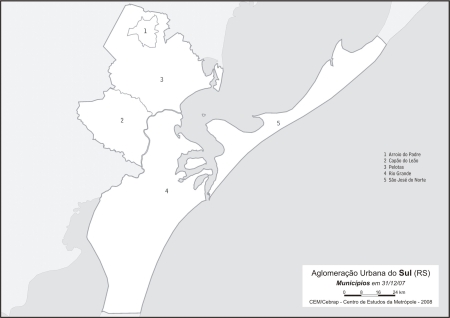 1
3
2
5
4
1 Arroio do Padre
2 Capão do Leão
3 Pelotas
4 Rio Grande
5 São José do Norte
Aglomeração Urbana do Sul (RS)
Municípios em 31/12/07
0 8 16 24 km
CEM/Cebrap - Centro de Estudos da Metrópole - 2008